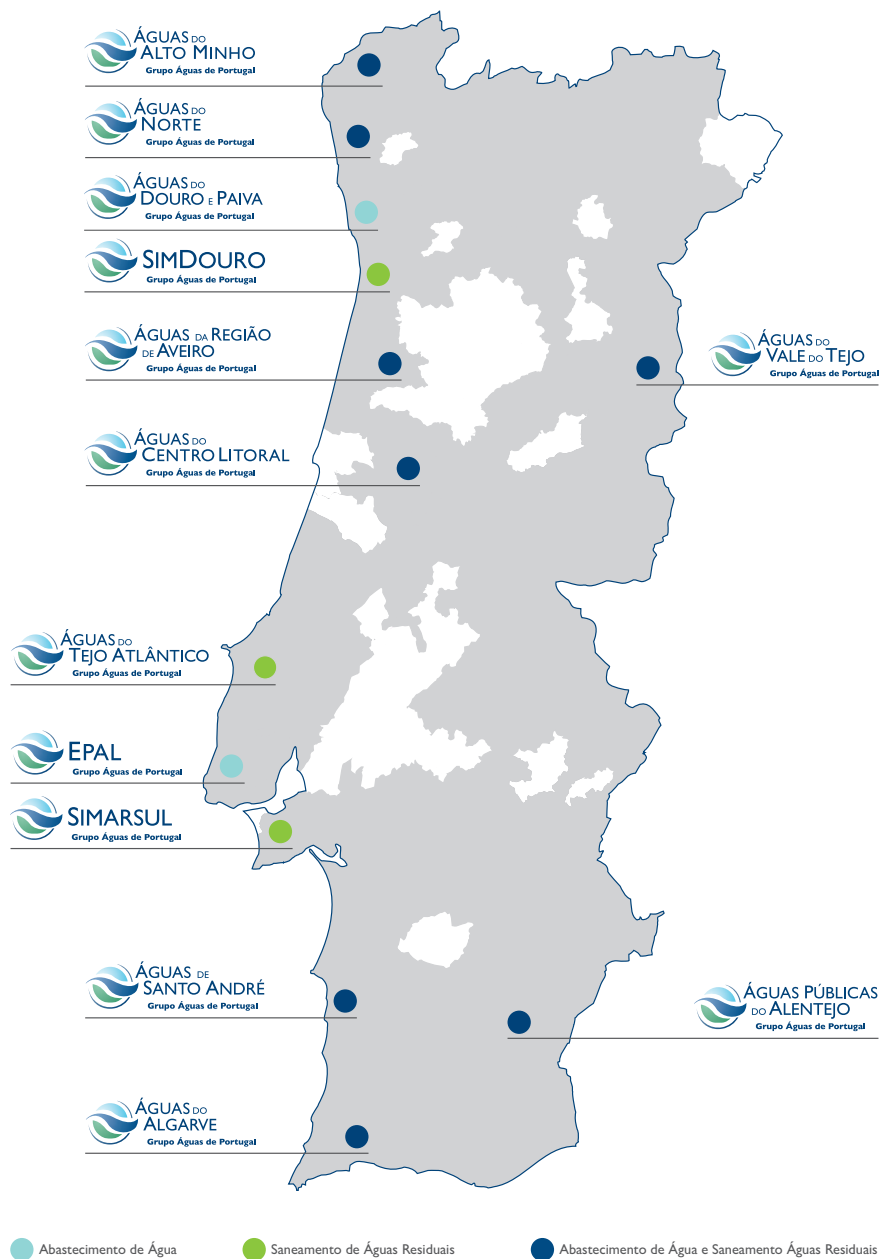 ÁGUAS DO
ALTO MINHO
Grupo Águas de Portugal
ÁGUAS DO
NORTE
Grupo Águas de Portugal
ÁGUAS DO
DOURO E PAIVA
Grupo Águas de Portugal
SIMDOURO
Grupo Águas de Portugal
ÁGUAS DA REGIÃO
DE AVEIRO
Grupo Águas de Portugal
ÁGUAS DO
VALE DO TEJO
Grupo Águas de Portugal
ÁGUAS DO
CENTRO LITORAL
Grupo Águas de Portugal
ÁGUAS DO
TEJO ATLÂNTICO
Grupo Águas de Portugal
EPAL
Grupo Águas de Portugal
SIMARSUL
Grupo Águas de Portugal
ÁGUAS DE
SANTO ANDRÉ
Grupo Águas de Portugal
ÁGUAS PÚBLICAS
DO ALENTEJO
Grupo Águas de Portugal
ÁGUAS DO
ALGARVE
Grupo Águas de Portugal
Abastecimento de Água
Saneamento de Águas Residuais
Abastecimento de Água e Saneamento Águas Residuais